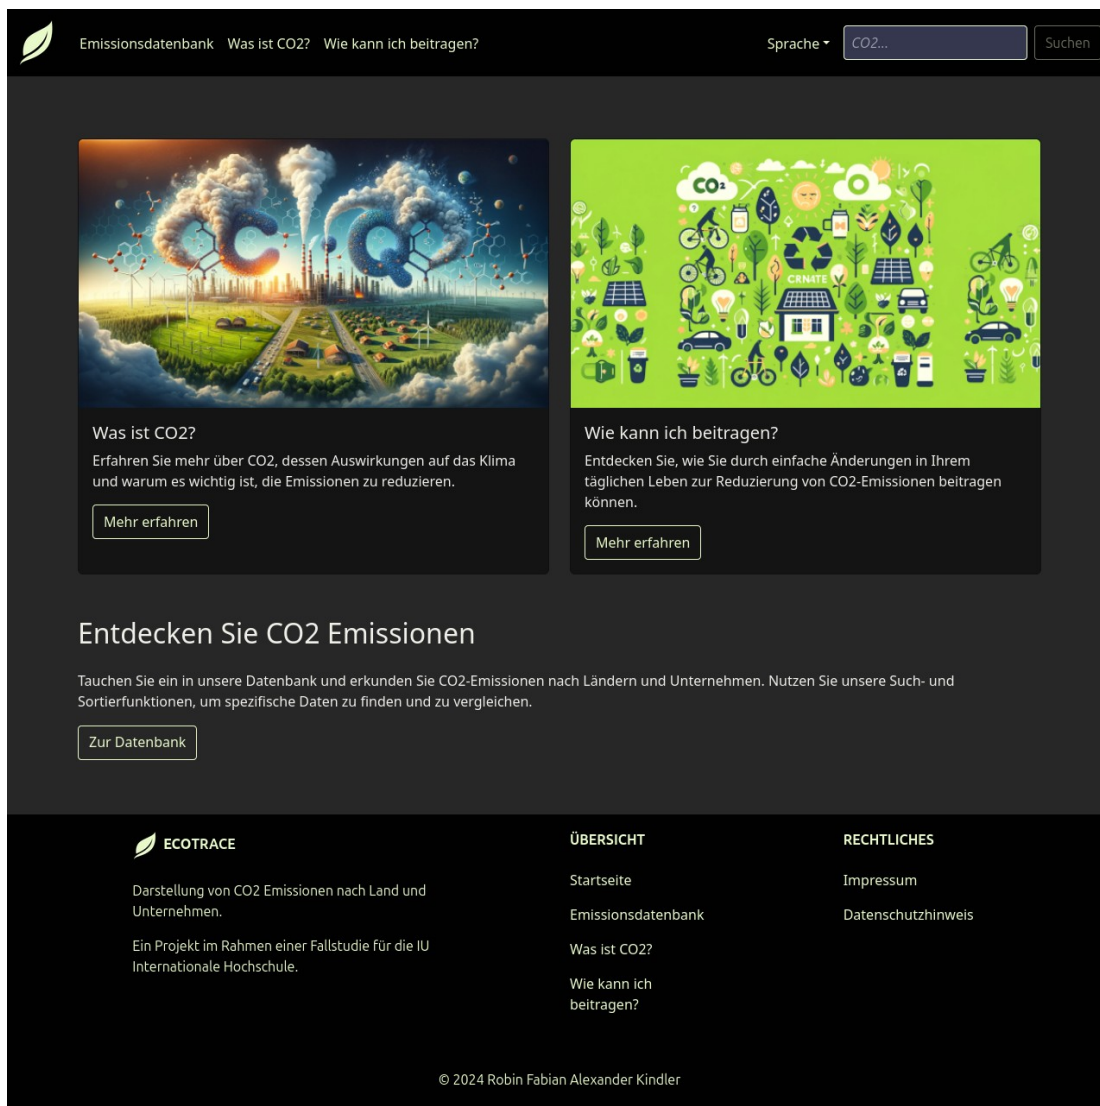 Emissionsdatenbank Was ist CO2? Wie kann ich beitragen? Sprache CO2... Suchen
CO₂
CRN4TE
Was ist CO2?
Erfahren Sie mehr über CO2, dessen Auswirkungen auf das Klima
und warum es wichtig ist, die Emissionen zu reduzieren.
Mehr erfahren
Wie kann ich beitragen?
Entdecken Sie, wie Sie durch einfache Änderungen in Ihrem
täglichen Leben zur Reduzierung von CO2-Emissionen beitragen
können.
Mehr erfahren
Entdecken Sie CO2 Emissionen
Tauchen Sie ein in unsere Datenbank und erkunden Sie CO2-Emissionen nach Ländern und Unternehmen. Nutzen Sie unsere Such- und
Sortierfunktionen, um spezifische Daten zu finden und zu vergleichen.
Zur Datenbank
ECOTRACE
Darstellung von CO2 Emissionen nach Land und
Unternehmen.
Ein Projekt im Rahmen einer Fallstudie für die IU
Internationale Hochschule.
ÜBERSICHT
Startseite
Emissionsdatenbank
Was ist CO2?
Wie kann ich
beitragen?
RECHTLICHES
Impressum
Datenschutzhinweis
© 2024 Robin Fabian Alexander Kindler